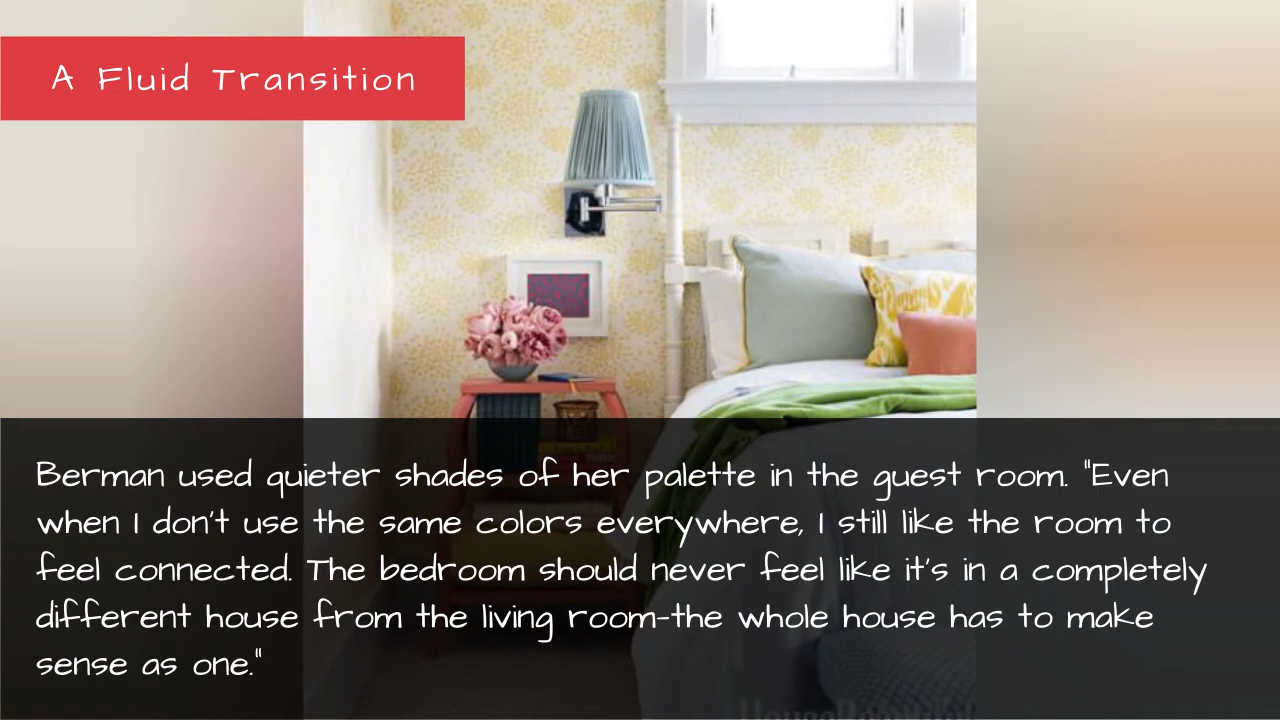 A Fluid Transition
Berman used quieter shades of her palette in the guest room. "Even
when I don't use the same colors everywhere, I still like the room to
feel connected. The bedroom should never feel like it's in a completely
different house from the living room-the whole house has to make
sense as one."